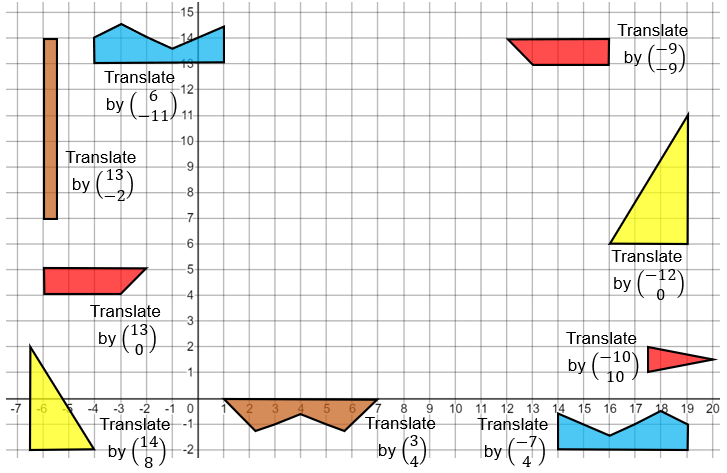 15
14
13
12
11
10
9
8
7
6
5
4
3
2
1
-7 -6 -5 -4 -3 -2 -1 0 1 2 3 4 5 6 7 8 9 10 11 12 13 14 15 16 17 18 19 20
-1
-2
Translate
by (6
-11)
Translate
by (-9
-9)
Translate
by (13
-2)
Translate
by (-12
0)
Translate
by (13
0)
Translate
by (-10
10)
Translate
by (14
8)
Translate
by (3
4)
Translate
by (-7
4)